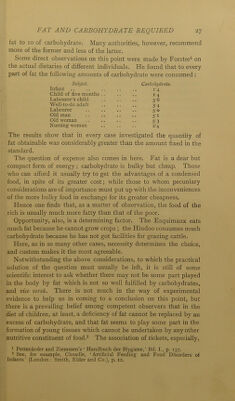 FAT AND CARBOHYDRATE REQUIRED 27
fat to 10 of carbohydrate. Many authorities, however, recommend
more of the former and less of the latter.
Some direct observations on this point were made by Forster¹ on
the actual dietaries of different individuals. He found that to every
part of fat the following amounts of carbohydrate were consumed:
Subject. Carbohydrate.
Infant
Child of five months
Labourer's child
Well-to-do adult
Labourer
Old man
Old woman
Nursing woman
The results show that in every case investigated the quantity of
fat obtainable was considerably greater than the amount fixed in the
standard.
The question of expense also comes in here. Fat is a dear but
compact form of energy; carbohydrate is bulky but cheap. Those
who can afford it usually try to get the advantages of a condensed
food, in spite of its greater cost; while those to whom pecuniary
considerations are of importance must put up with the inconveniences
of the more bulky food in exchange for its greater cheapness.
Hence one finds that, as a matter of observation, the food of the
rich is usually much more fatty than that of the poor.
Opportunity, also, is a determining factor. The Esquimaux eats
much fat because he cannot grow crops; the Hindoo consumes much
carbohydrate because he has not got facilities for grazing cattle.
Here, as in so many other cases, necessity determines the choice,
and custom makes it the most agreeable.
Notwithstanding the above considerations, to which the practical
solution of the question must usually be left, it is still of some
scientific interest to ask whether there may not be some part played
in the body by fat which is not so well fulfilled by carbohydrates,
and vice versâ. There is not much in the way of experimental
evidence to help us in coming to a conclusion on this point, but
there is a prevailing belief among competent observers that in the
diet of children, at least, a deficiency of fat cannot be replaced by an
excess of carbohydrate, and that fat seems to play some part in the
formation of young tissues which cannot be undertaken by any other
nutritive constituent of food.² The association of rickets, especially,
¹ Pettenkofer and Ziemssen's 'Handbuch der Hygiene,' Bd. I., p.
² See, for example, Cheadle, 'Artificial Feeding and Food Disorders of
Infants' (London: Smith, Elder and Co.), p.